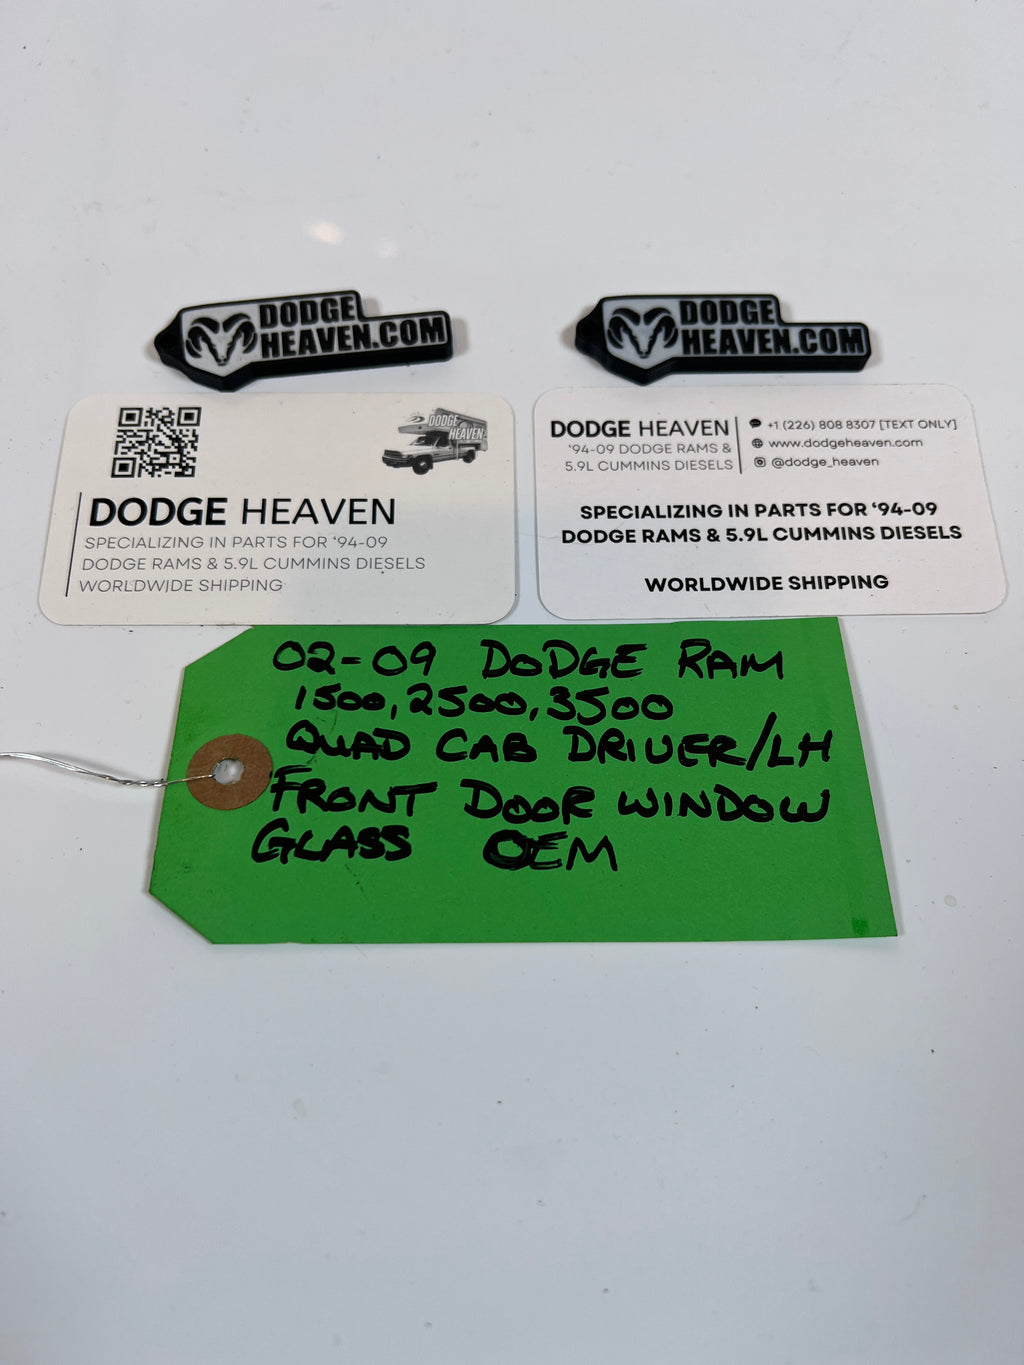 DODGE
HEAVEN.COM
DODGE
HEAVEN.COM
DODGE
HEAVEN
DODGE HEAVEN
SPECIALIZING IN PARTS FOR ‘94-09
DODGE RAMS & 5.9L CUMMINS DIESELS
WORLDWIDE SHIPPING
DODGE HEAVEN
‘94-09 DODGE RAMS &
5.9L CUMMINS DIESELS
+1 (226) 808 8307 [TEXT ONLY]
www.dodgeheaven.com
@dodge_heaven
SPECIALIZING IN PARTS FOR ‘94-09
DODGE RAMS & 5.9L CUMMINS DIESELS
WORLDWIDE SHIPPING
02-09 DODGE RAM
1500, 2500, 3500
QUAD CAB DRIVER/LH
FRONT DOOR WINDOW
GLASS OEM